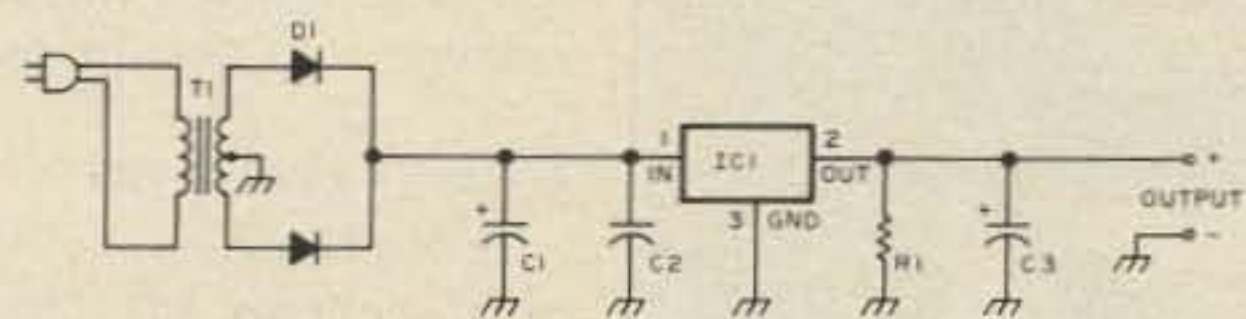 D1
T1
1
IN
IC1
2
OUT
3 GND
+
C1
C2
R1
+
C3
+
OUTPUT
-